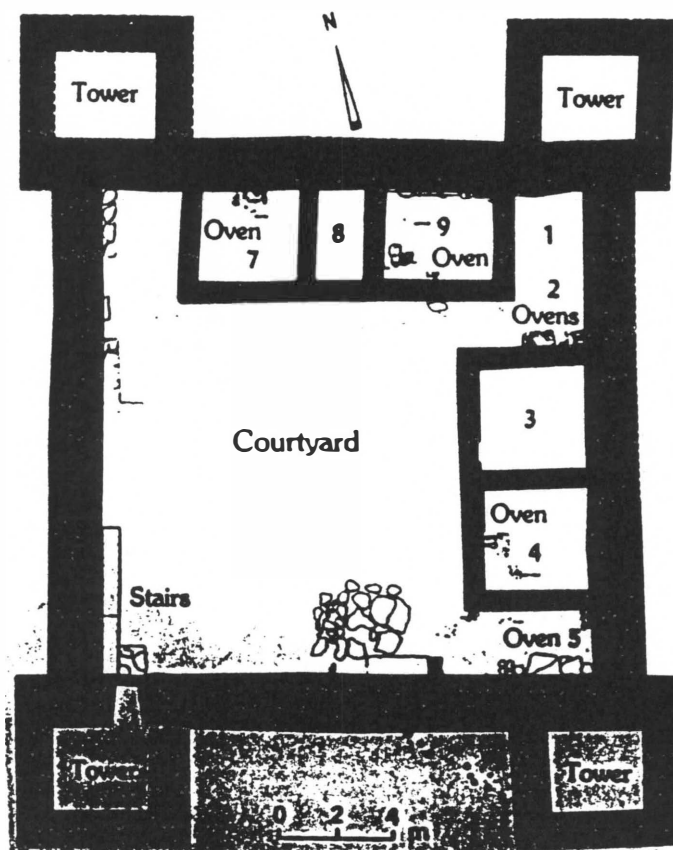 N
Tower
Tower
Oven
7
8
9
Oven
1
2
Ovens
3
Courtyard
Oven
4
Stairs
Oven 5
Tower
Tower
0 2 4
m